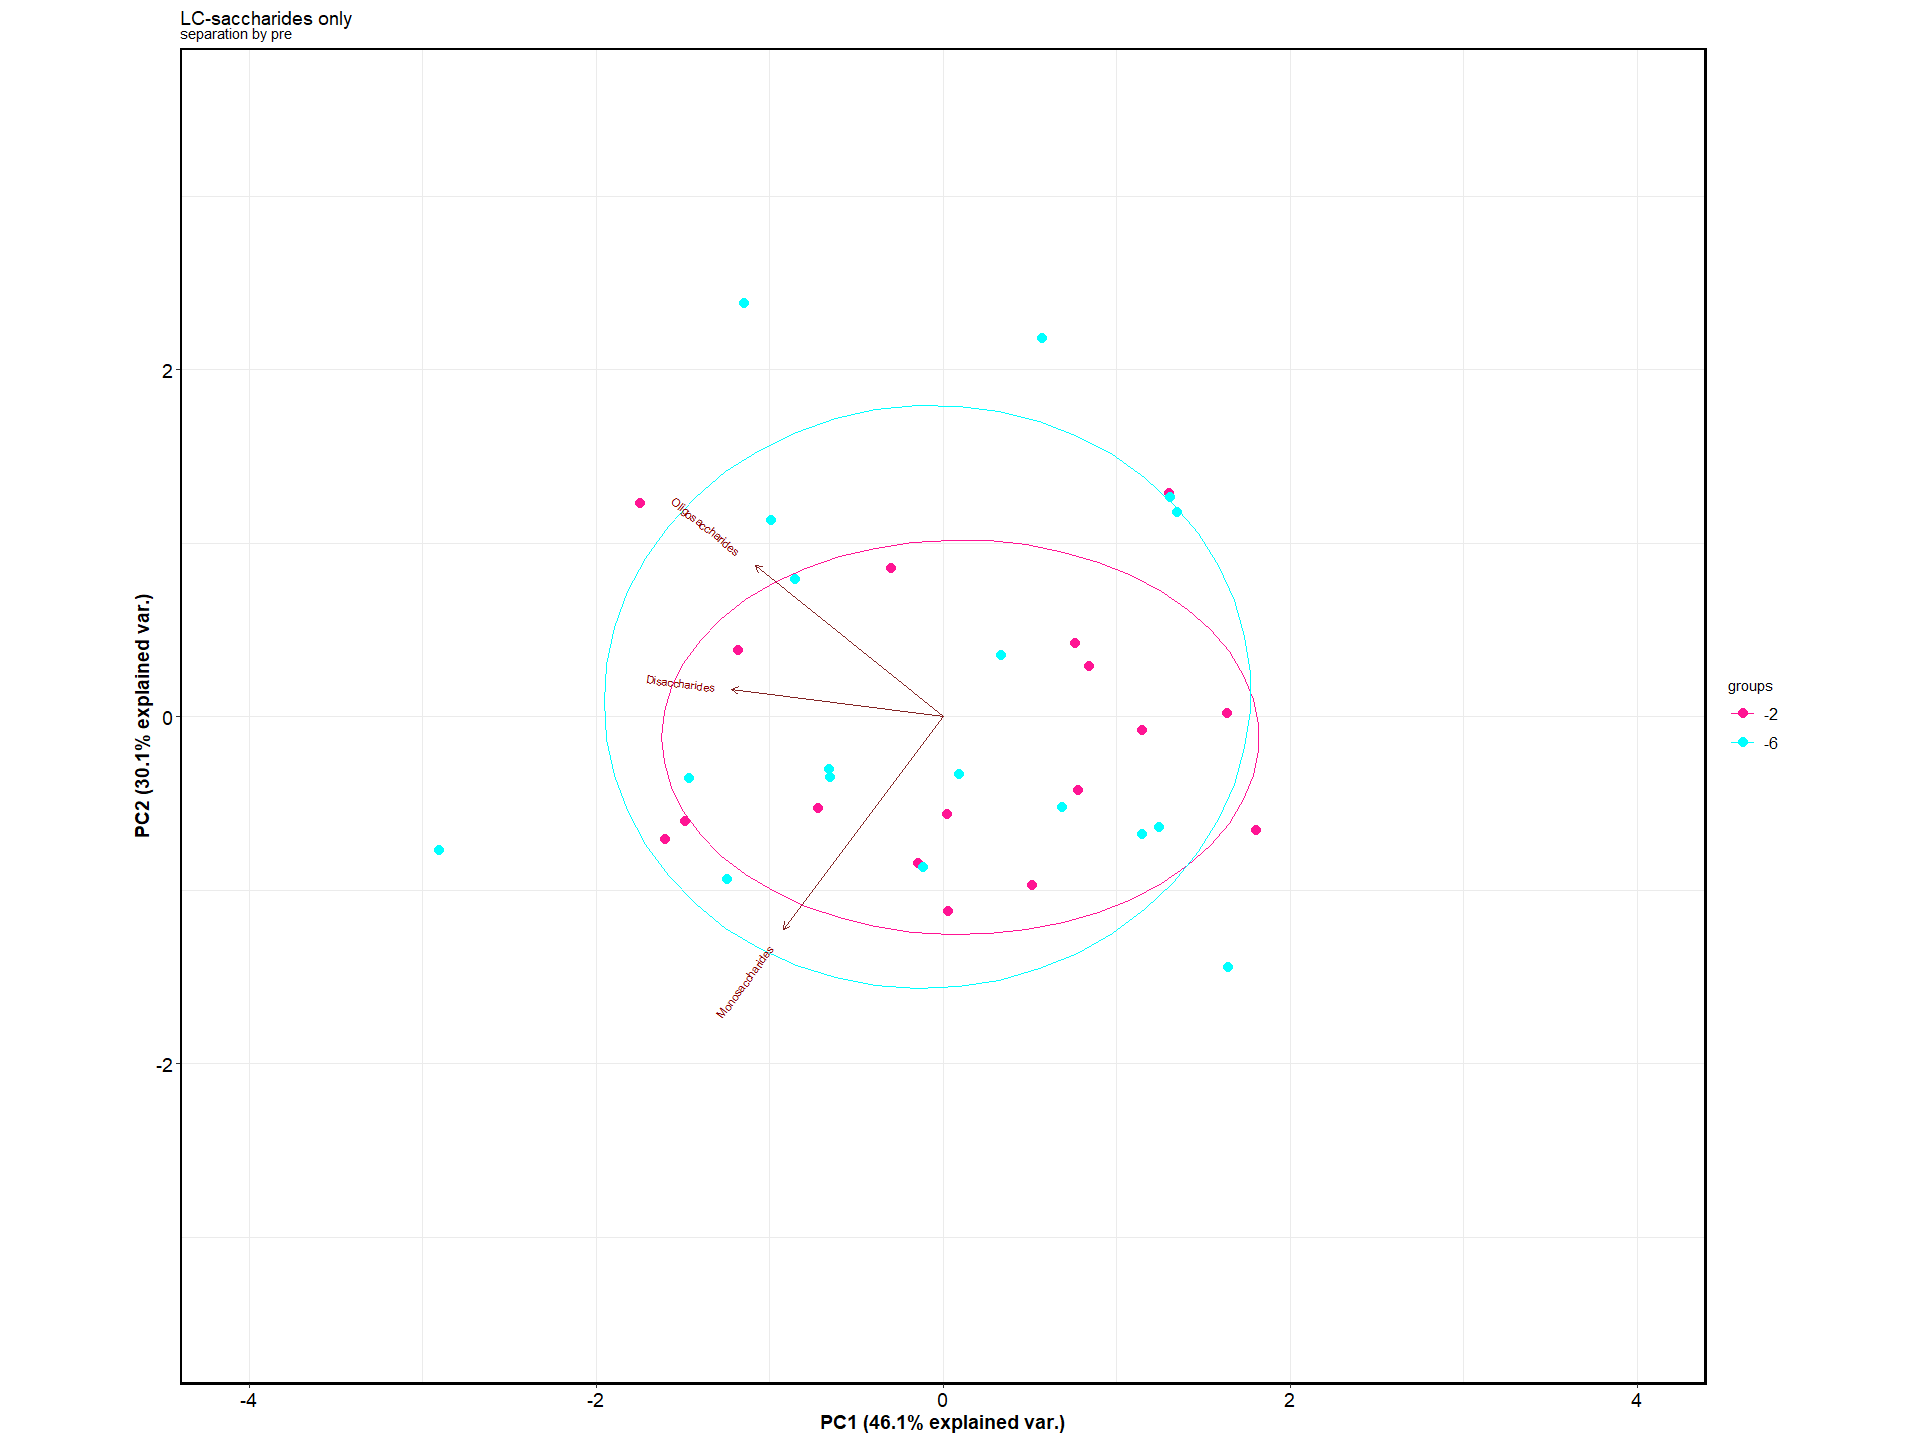 LC-saccharides only
separation by pre
PC2 (30.1% explained var.)
2
0
-2
Oligosaccharides
Disaccharides
Monosaccharides
groups
-2
-6
-4
-2
0
2
4
PC1 (46.1% explained var.)